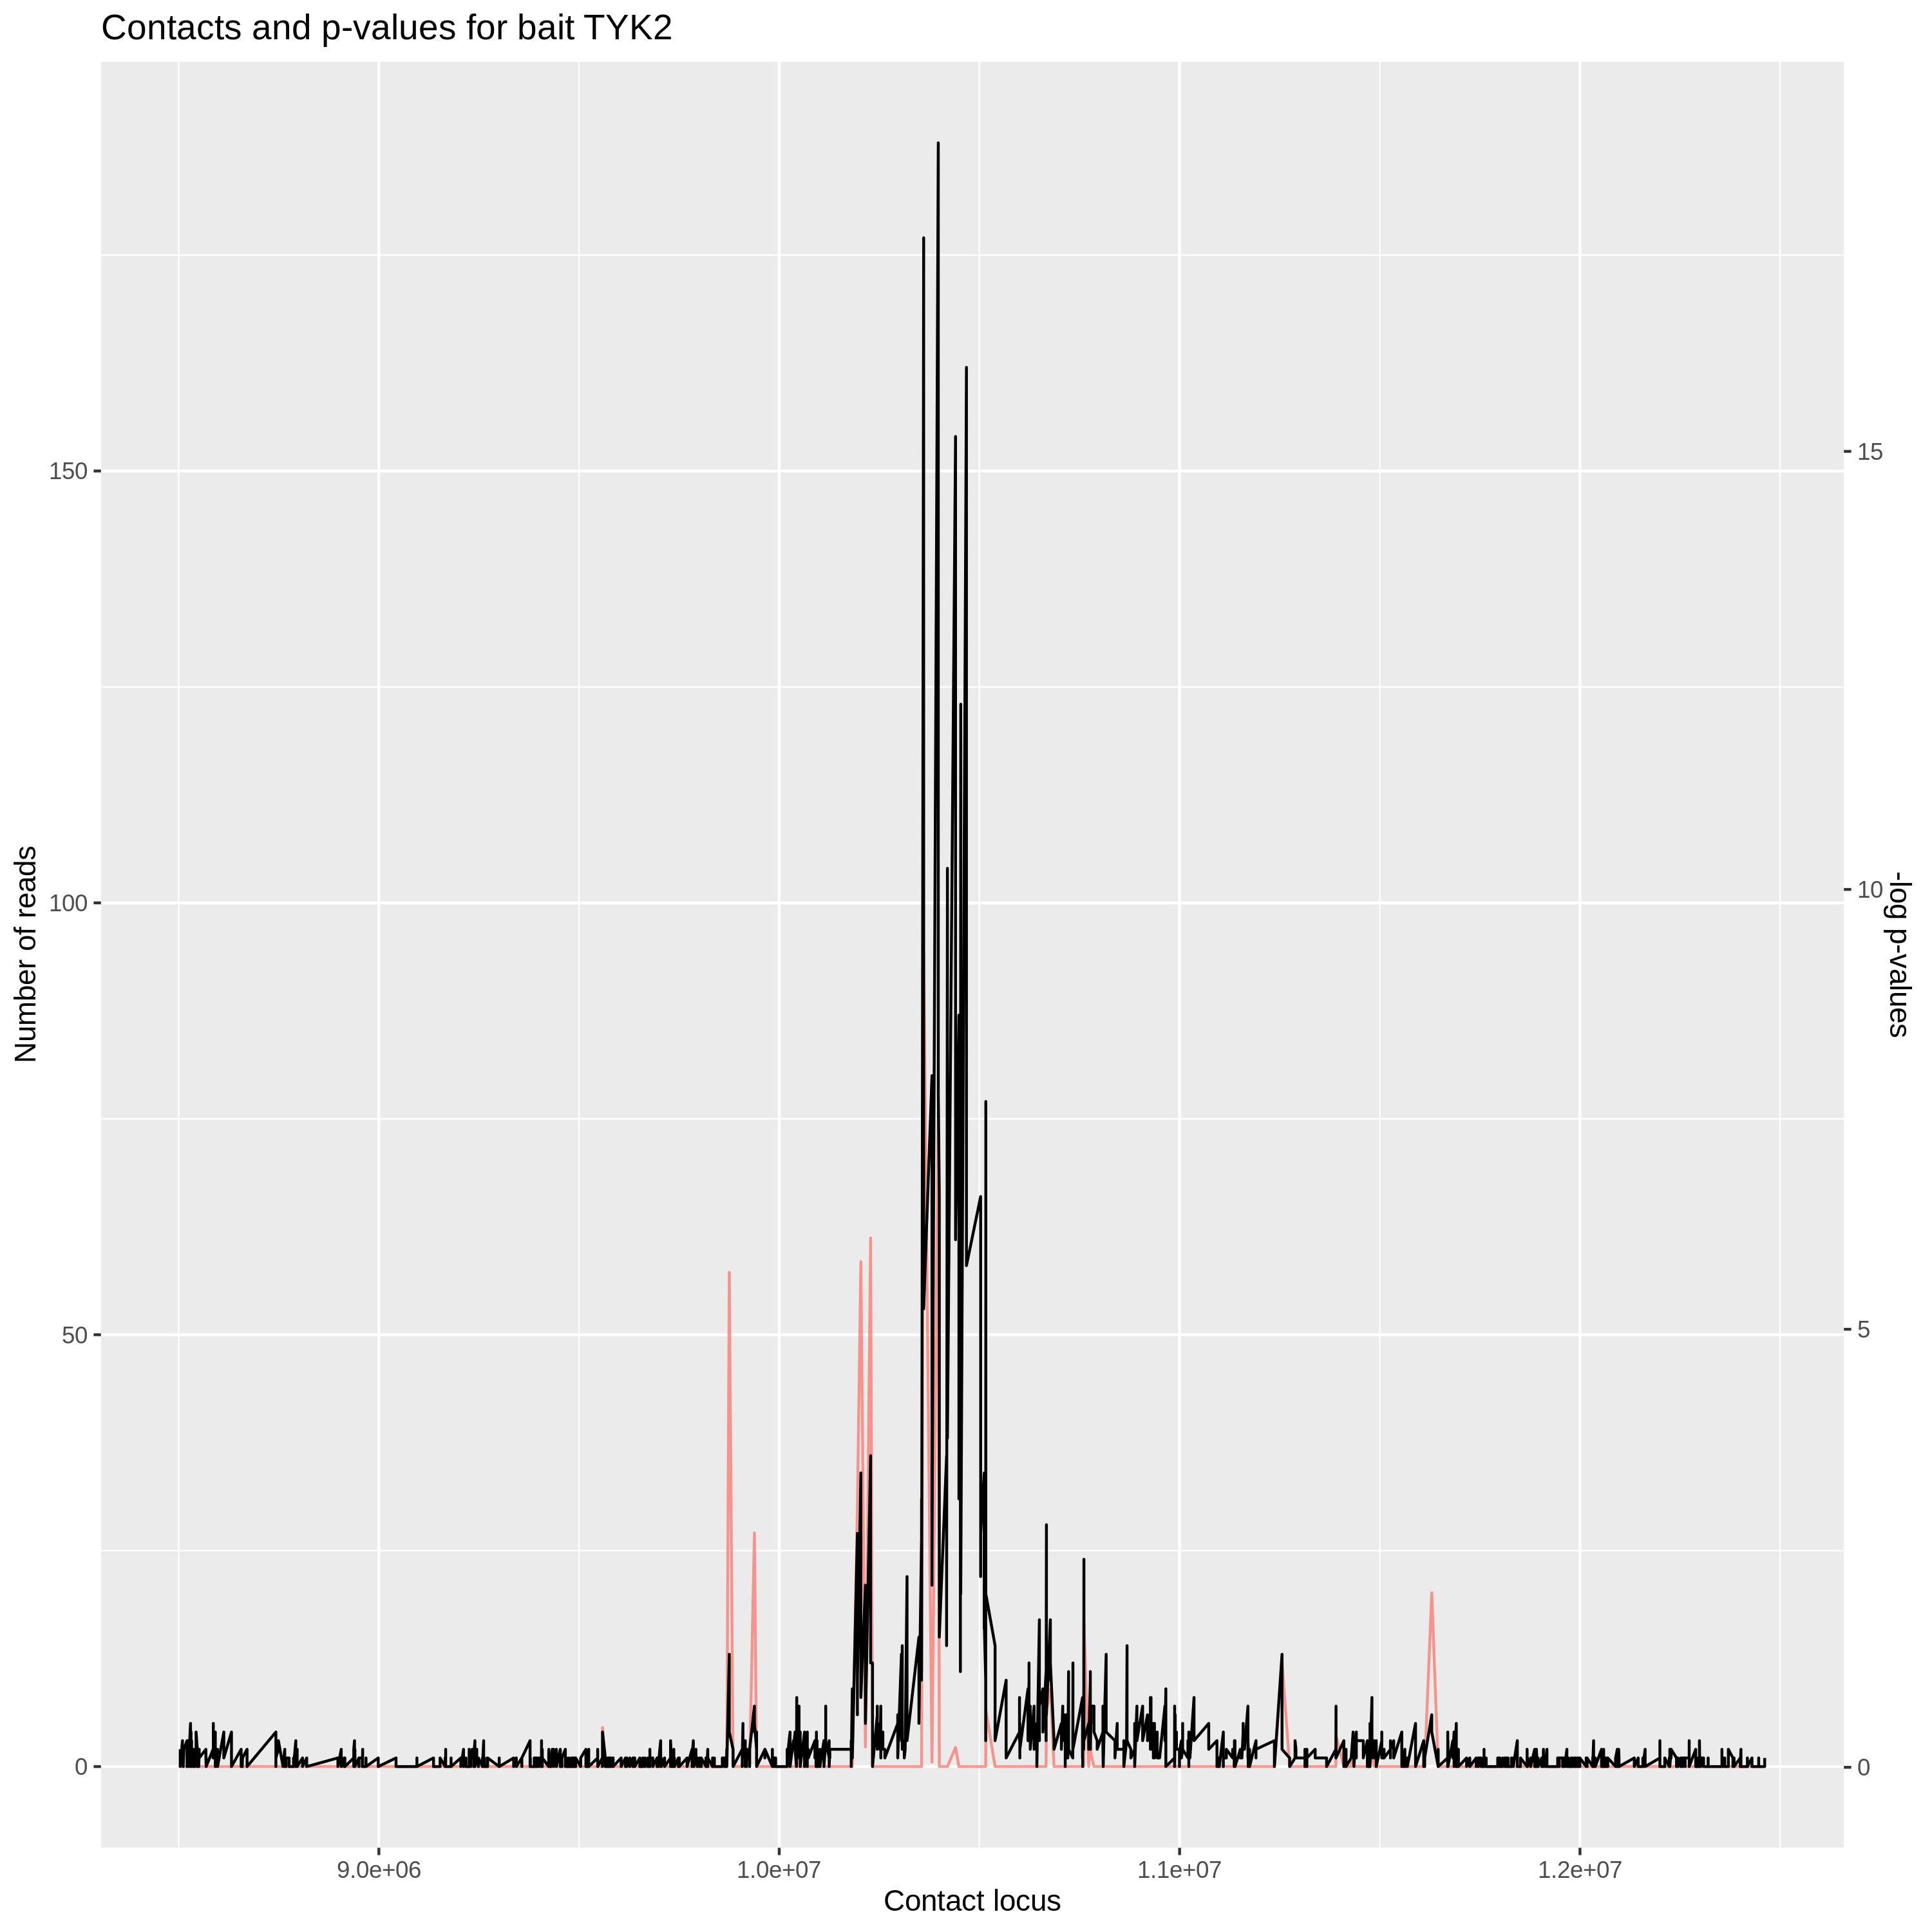 Contacts and p-values for bait TYK2
Number of reads
150
100
50
0
15
10
5
0
-log p-values
9.0e+06
1.0e+07
1.1e+07
1.2e+07
Contact locus